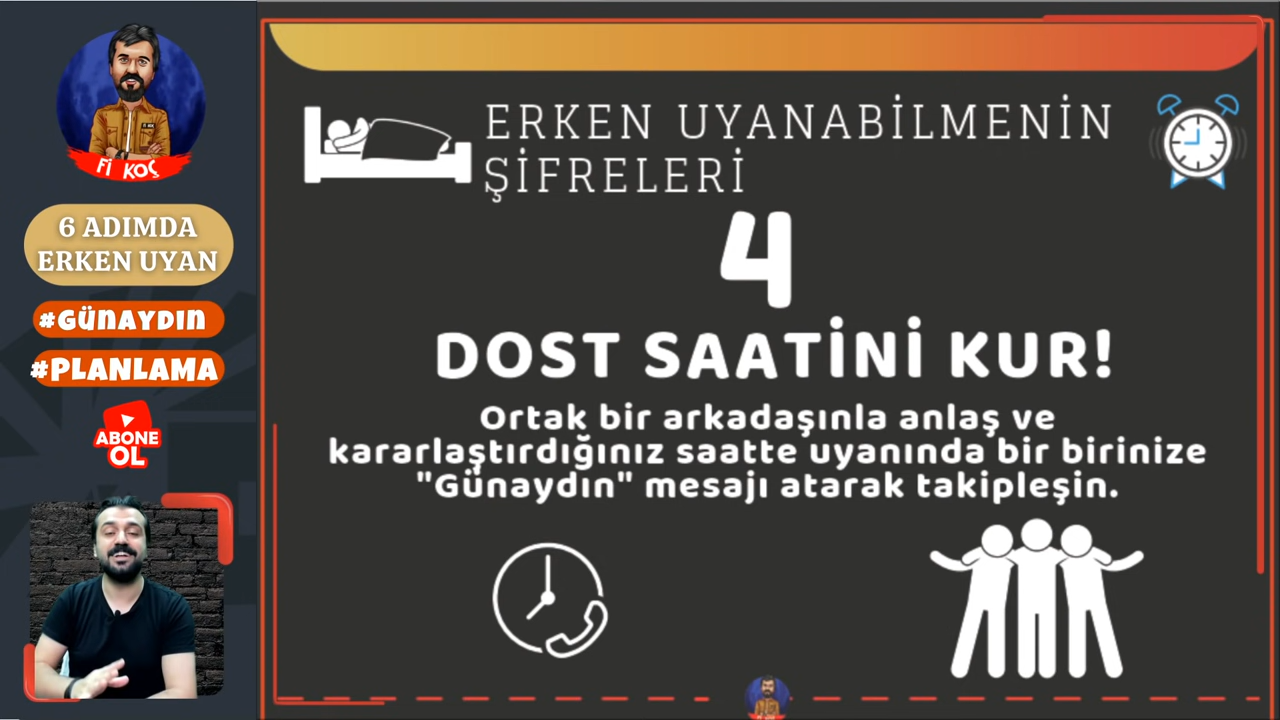 Fİ KOÇ
6 ADIMDA
ERKEN UYAN
#GÜNAYDIN
#PLANLAMA
ABONE
OL
ERKEN UYANABİLMENİN
ŞİFRELERİ
4
DOST SAATİNİ KUR!
Ortak bir arkadaşınla anlaş ve
kararlaştırdığınız saatte uyanında bir birinize
"Günaydın" mesajı atarak takipleşin.